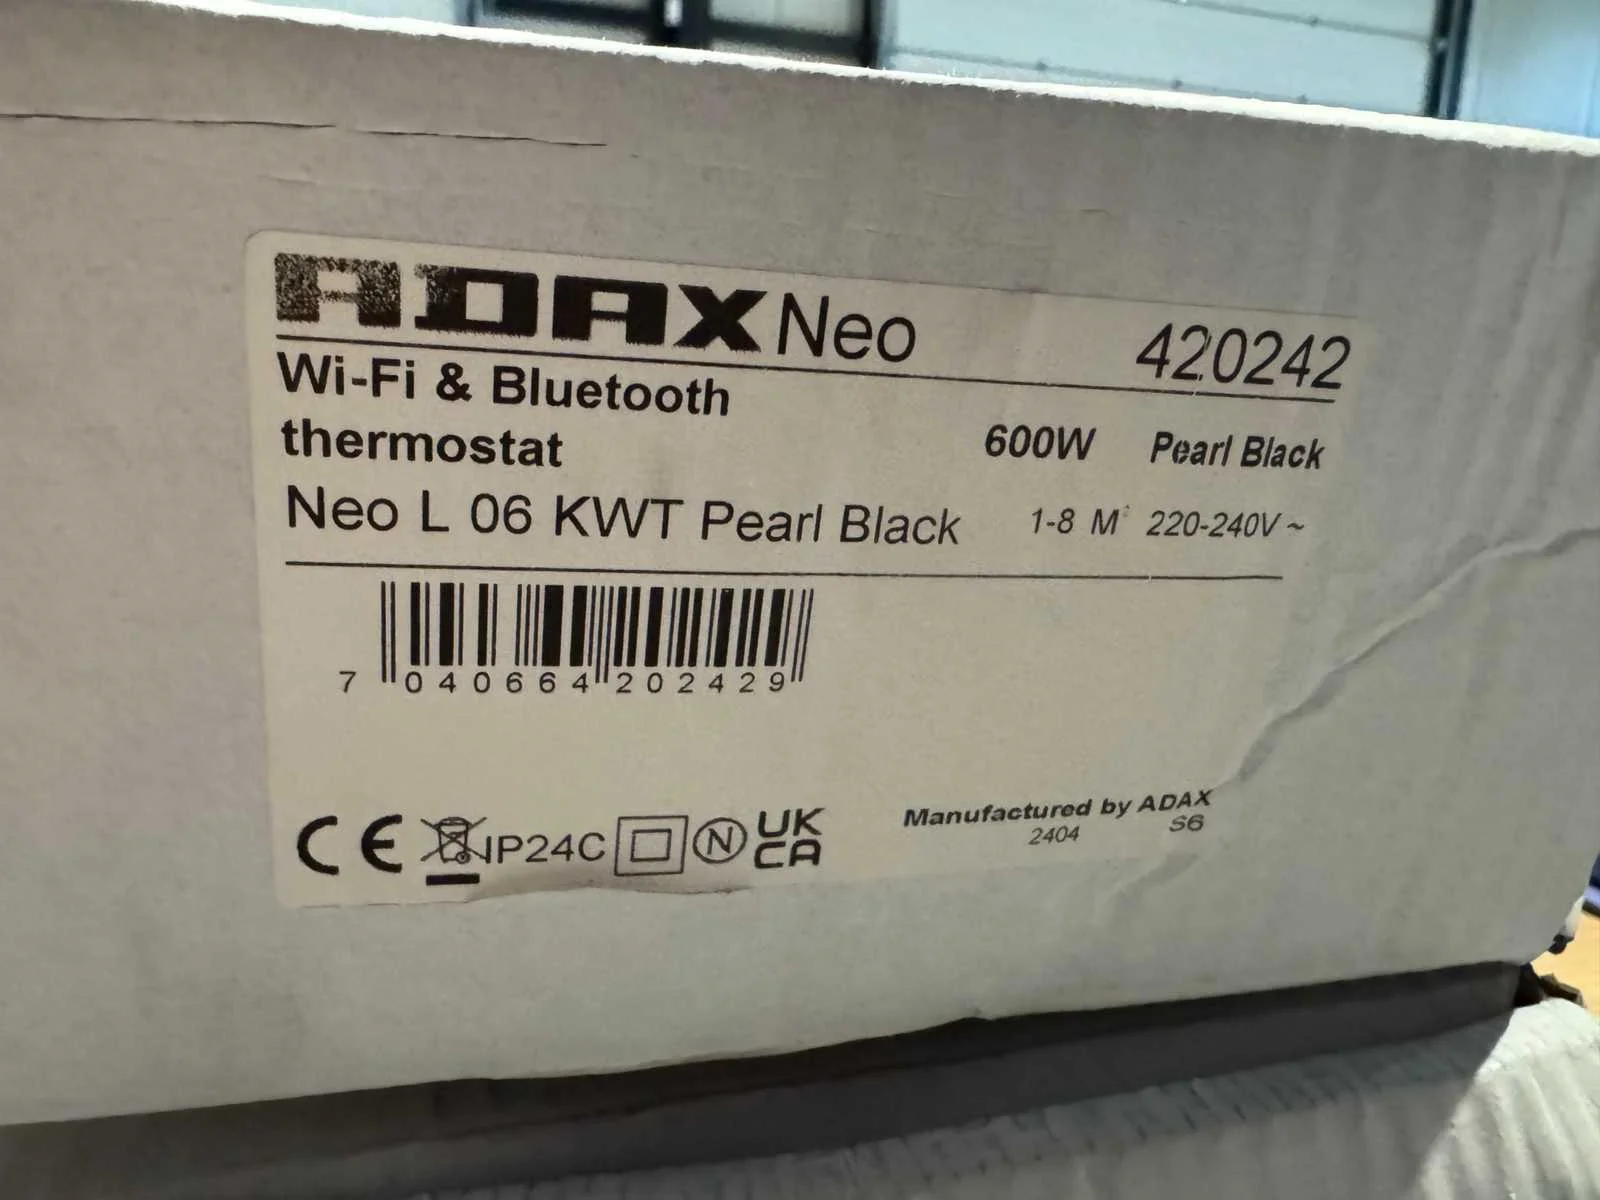 ADAX Neo 420242
Wi-Fi & Bluetooth
thermostat 600W Pearl Black
Neo L 06 KWT Pearl Black 1-8 M² 220-240V ~
7 040664 202429
CE IP24C N UK
CA
Manufactured by ADAX
2404 S6